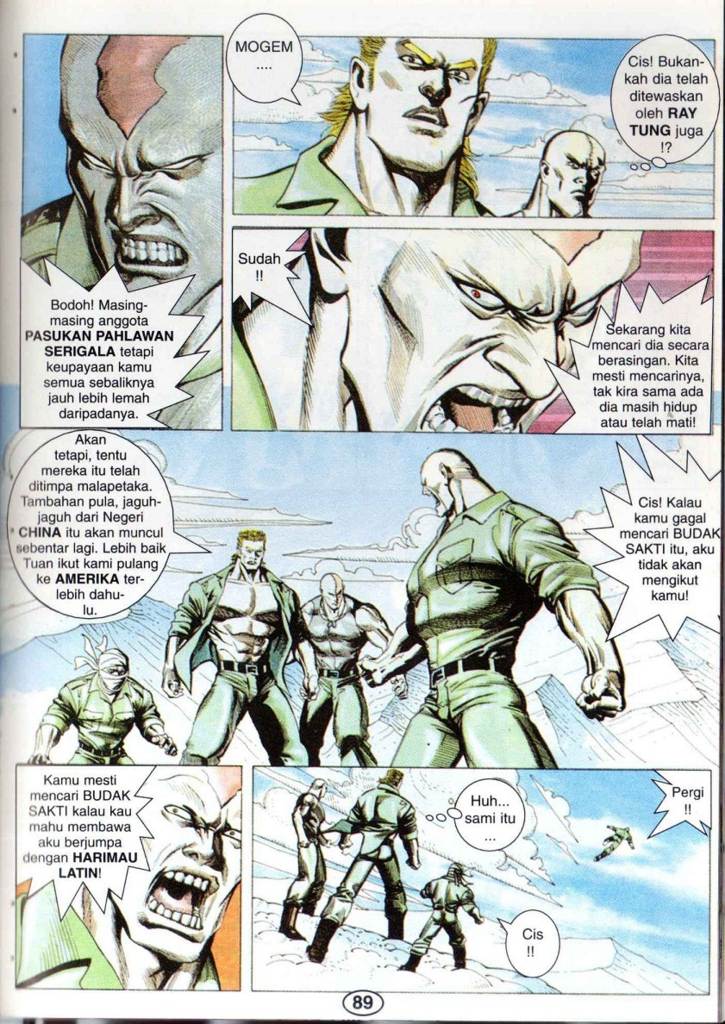 Bodoh! Masing-
masing anggota
PASUKAN PAHLAWAN
SERIGALA tetapi
keupayaan kamu
semua sebaliknya
jauh lebih lemah
daripadanya.
MOGEM
....
Cis! Bukan-
kah dia telah
ditewaskan
oleh RAY
TUNG juga
!?
Sudah
!!
Sekarang kita
mencari dia secara
berasingan. Kita
mesti mencarinya,
tak kira sama ada
dia masih hidup
atau telah mati!
Akan
tetapi, tentu
mereka itu telah
ditimpa malapetaka.
Tambahan pula, jaguh-
jaguh dari Negeri
CHINA itu akan muncul
sebentar lagi. Lebih baik
Tuan ikut kami pulang
ke AMERIKA ter-
lebih dahu-
lu.
Cis! Kalau
kamu gagal
mencari BUDAK
SAKTI itu, aku
tidak akan
mengikut
kamu!
Kamu mesti
mencari BUDAK
SAKTI kalau kau
mahu membawa
aku berjumpa
dengan HARIMAU
LATIN!
Huh...
sami itu
...
Pergi
!!
Cis
!!
89